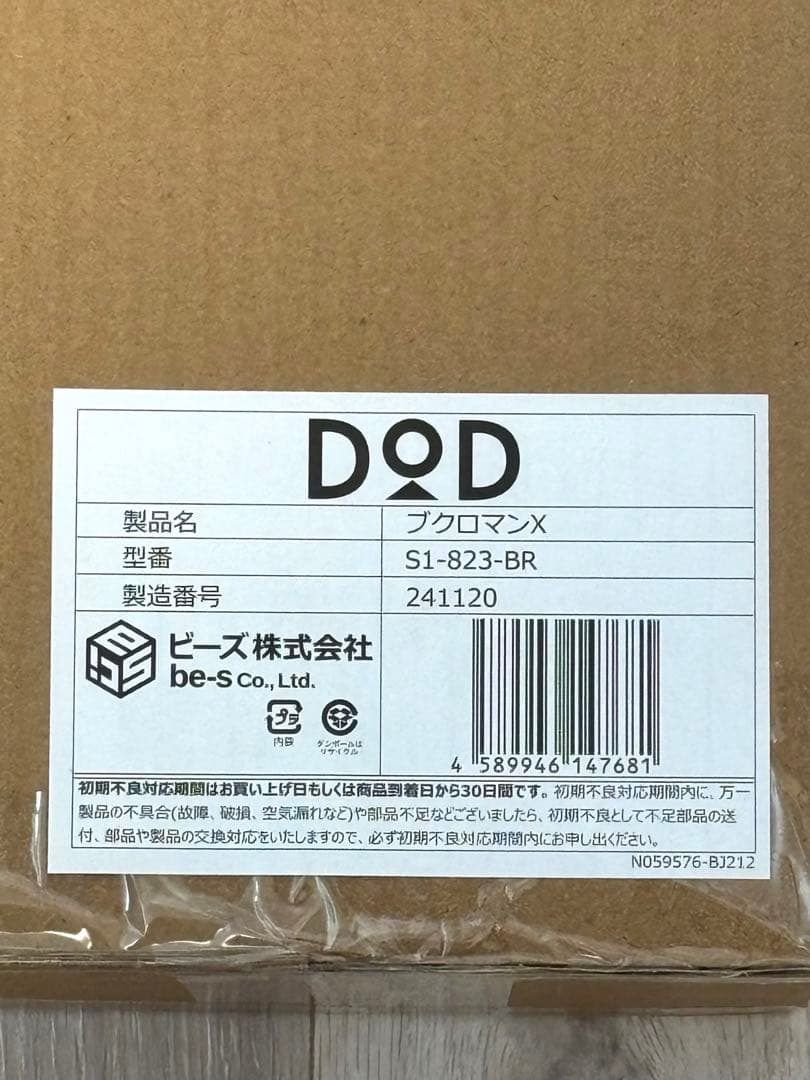 DOD
製品名 ブクロマンX
型番 S1-823-BR
製造番号 241120
ビーズ株式会社
be-s Co., Ltd.
プラ
内袋
ダンボールは
リサイクル
4 589946 147681
初期不良対応期間はお買い上げ日もしくは商品到着日から30日間です。初期不良対応期間内に、万一
製品の不具合(故障、破損、空気漏れなど)や部品不足などございましたら、初期不良として不足部品の送
付、部品や製品の交換対応をいたしますので、必ず初期不良対応期間内にお申し出ください。
N059576-BJ212